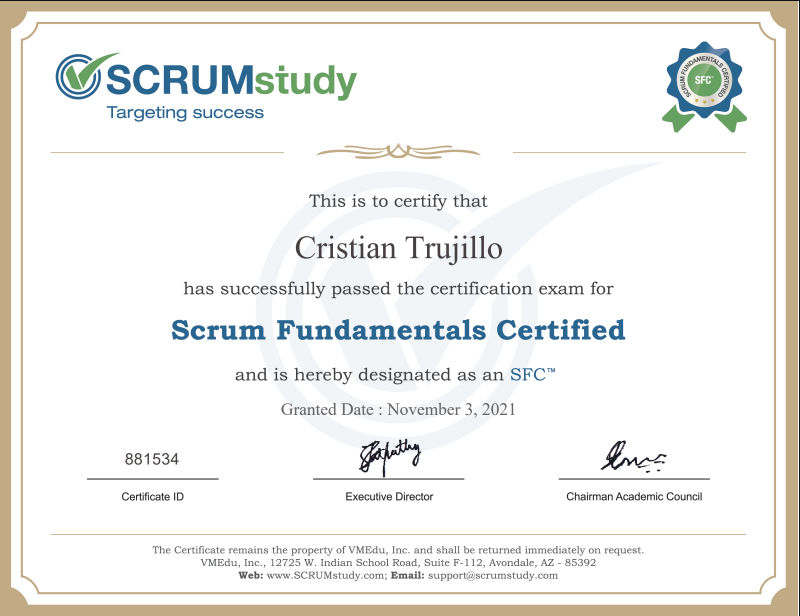 SCRUMstudy
Targeting success
SCRUM FUNDAMENTALS CERTIFIED
SFC™
This is to certify that
Cristian Trujillo
has successfully passed the certification exam for
Scrum Fundamentals Certified
and is hereby designated as an SFC™
Granted Date : November 3, 2021
881534
Certificate ID
Executive Director
Chairman Academic Council
The Certificate remains the property of VMEdu, Inc. and shall be returned immediately on request.
VMEdu, Inc., 12725 W. Indian School Road, Suite F-112, Avondale, AZ - 85392
Web: www.SCRUMstudy.com; Email: support@scrumstudy.com